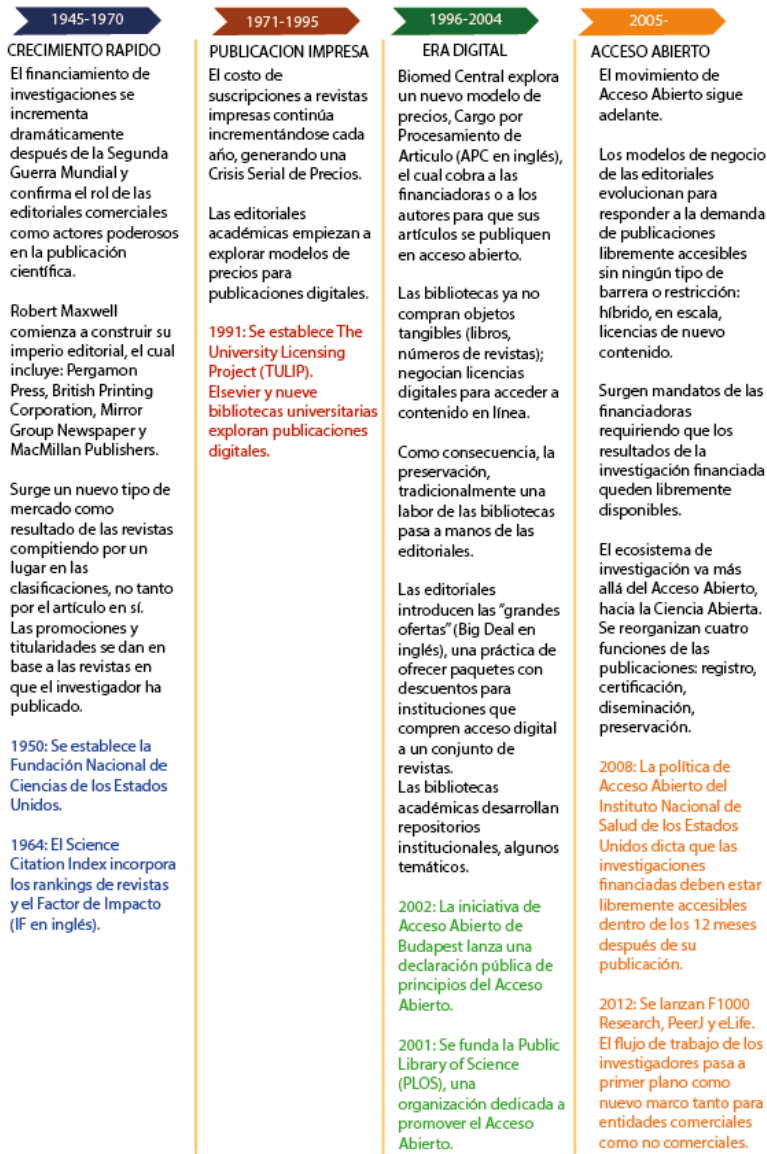 1945-1970
CRECIMIENTO RAPIDO
El financiamiento de
investigaciones se
incrementa
dramáticamente
después de la Segunda
Guerra Mundial y
confirma el rol de las
editoriales comerciales
como actores poderosos
en la publicación
científica.
Robert Maxwell
comienza a construir su
imperio editorial, el cual
incluye: Pergamon
Press, British Printing
Corporation, Mirror
Group Newspaper y
MacMillan Publishers.
Surge un nuevo tipo de
mercado como
resultado de las revistas
compitiendo por un
lugar en las
clasificaciones, no tanto
por el artículo en sí.
Las promociones y
titularidades se dan en
base a las revistas en
que el investigador ha
publicado.
1950: Se establece la
Fundación Nacional de
Ciencias de los Estados
Unidos.
1964: El Science
Citation Index incorpora
los rankings de revistas
y el Factor de Impacto
(IF en inglés).
1971-1995
PUBLICACION IMPRESA
El costo de
suscripciones a revistas
impresas continúa
incrementándose cada
año, generando una
Crisis Serial de Precios.
Las editoriales
académicas empiezan a
explorar modelos de
precios para
publicaciones digitales.
1991: Se establece The
University Licensing
Project (TULIP).
Elsevier y nueve
bibliotecas universitarias
exploran publicaciones
digitales.
1996-2004
ERA DIGITAL
Biomed Central explora
un nuevo modelo de
precios, Cargo por
Procesamiento de
Articulo (APC en inglés),
el cual cobra a las
financiadoras o a los
autores para que sus
artículos se publiquen
en acceso abierto.
Las bibliotecas ya no
compran objetos
tangibles (libros,
números de revistas);
negocian licencias
digitales para acceder a
contenido en línea.
Como consecuencia, la
preservación,
tradicionalmente una
labor de las bibliotecas
pasa a manos de las
editoriales.
Las editoriales
introducen las “grandes
ofertas” (Big Deal en
inglés), una práctica de
ofrecer paquetes con
descuentos para
instituciones que
compren acceso digital
a un conjunto de
revistas.
Las bibliotecas
académicas desarrollan
repositorios
institucionales, algunos
temáticos.
2002: La iniciativa de
Acceso Abierto de
Budapest lanza una
declaración pública de
principios del Acceso
Abierto.
2001: Se funda la Public
Library of Science
(PLOS), una
organización dedicada a
promover el Acceso
Abierto.
2005-
ACCESO ABIERTO
El movimiento de
Acceso Abierto sigue
adelante.
Los modelos de negocio
de las editoriales
evolucionan para
responder a la demanda
de publicaciones
libremente accesibles
sin ningún tipo de
barrera o restricción:
híbrido, en escala,
licencias de nuevo
contenido.
Surgen mandatos de las
financiadoras
requiriendo que los
resultados de la
investigación financiada
queden libremente
disponibles.
El ecosistema de
investigación va más
allá del Acceso Abierto,
hacia la Ciencia Abierta.
Se reorganizan cuatro
funciones de las
publicaciones: registro,
certificación,
diseminación,
preservación.
2008: La política de
Acceso Abierto del
Instituto Nacional de
Salud de los Estados
Unidos dicta que las
investigaciones
financiadas deben estar
libremente accesibles
dentro de los 12 meses
después de su
publicación.
2012: Se lanzan F1000
Research, PeerJ y eLife.
El flujo de trabajo de los
investigadores pasa a
primer plano como
nuevo marco tanto para
entidades comerciales
como no comerciales.